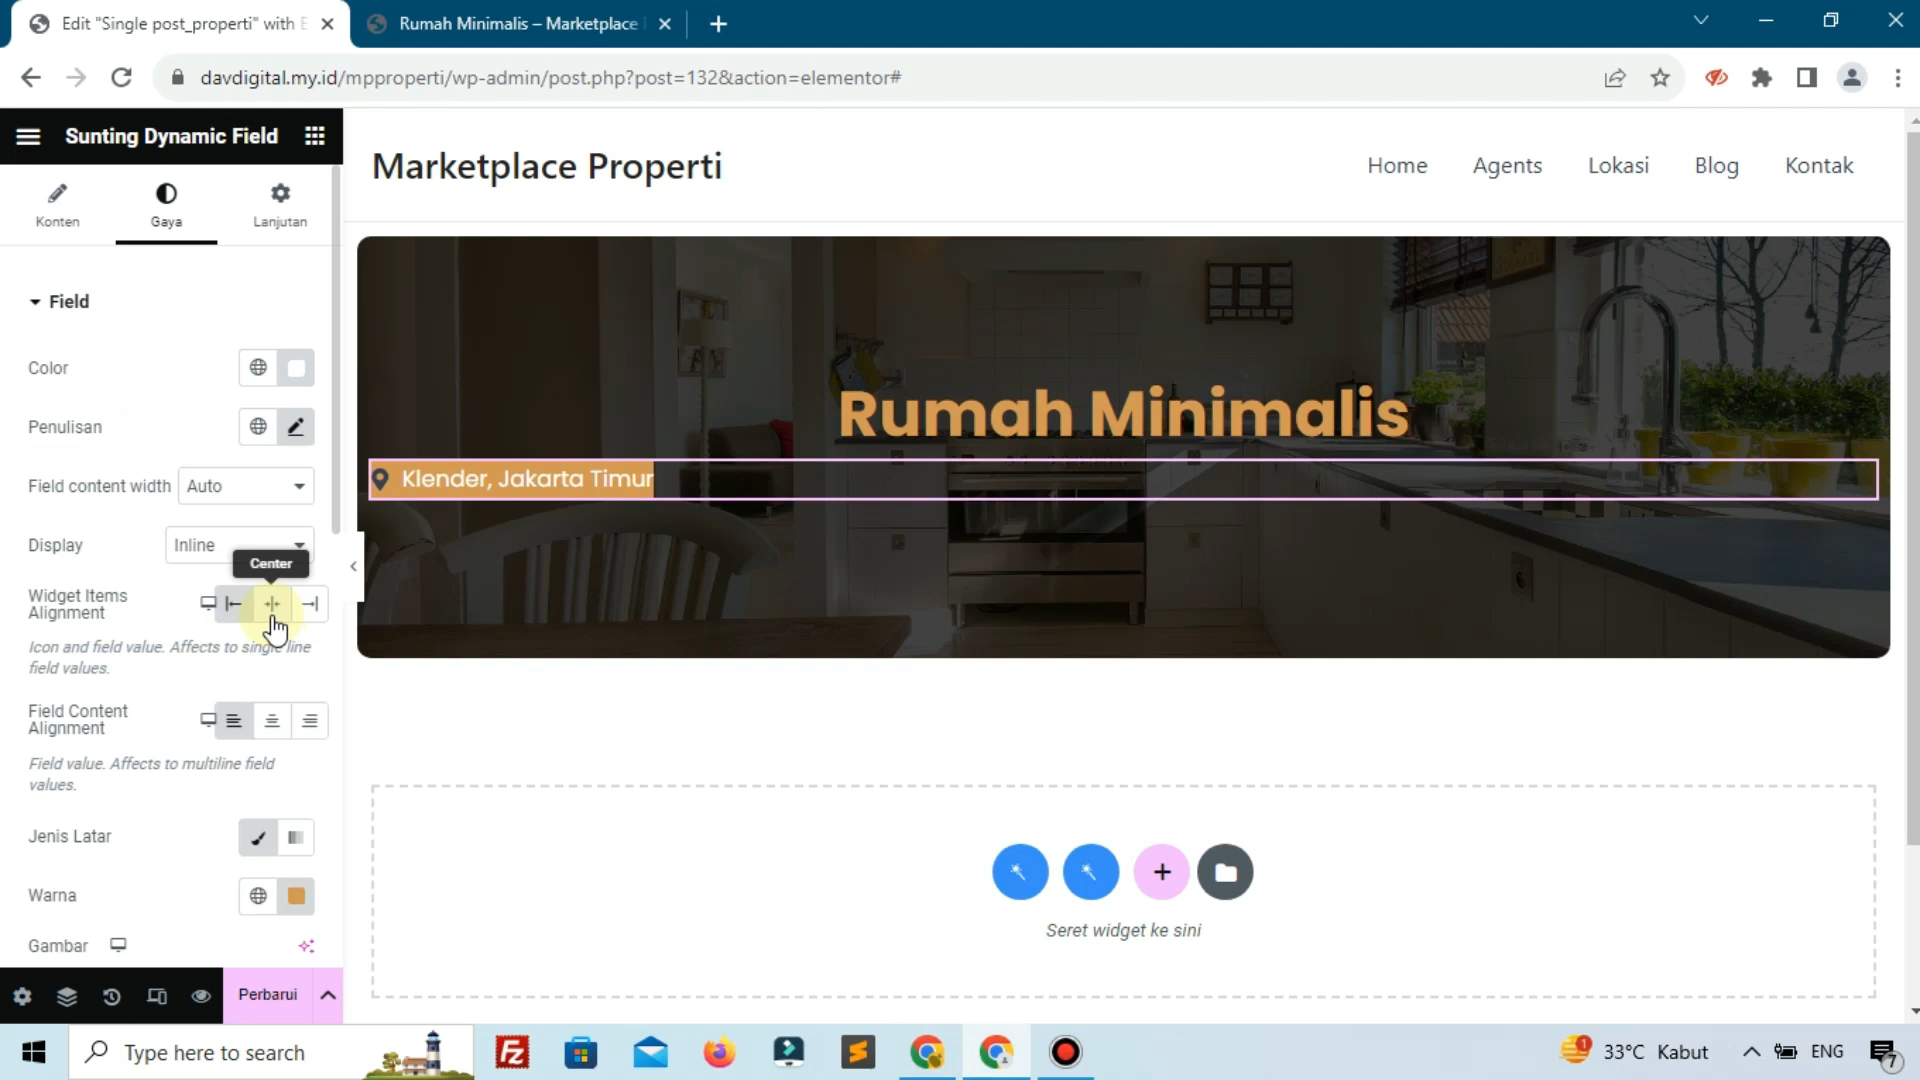 Edit "Single post_properti" with E
Rumah Minimalis – Marketplace
davdigital.my.id/mpproperti/wp-admin/post.php?post=132&action=elementor#
Sunting Dynamic Field
Marketplace Properti
Home
Agents
Lokasi
Blog
Kontak
Konten
Gaya
Lanjutan
Field
Color
Penulisan
Field content width
Auto
Display
Inline
Center
Widget Items
Alignment
Icon and field value. Affects to single line
field values.
Field Content
Alignment
Field value. Affects to multiline field
values.
Jenis Latar
Warna
Gambar
Perbarui
Rumah Minimalis
Klender, Jakarta Timur
Seret widget ke sini
Type here to search
1
33°C Kabut
ENG
7